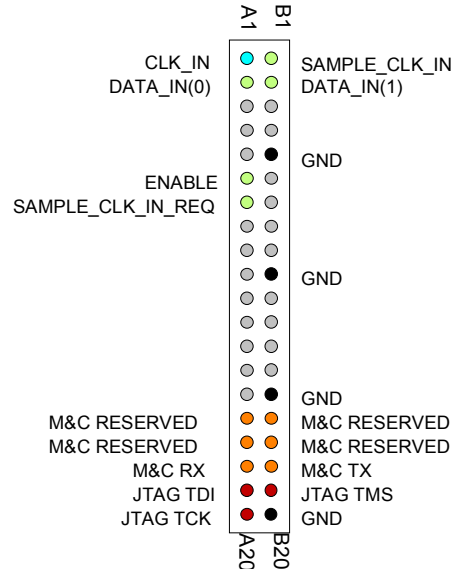 A1 B1
CLK_IN SAMPLE_CLK_IN
DATA_IN(0) DATA_IN(1)
GND
ENABLE
SAMPLE_CLK_IN_REQ
GND
GND
M&C RESERVED M&C RESERVED
M&C RESERVED M&C RESERVED
M&C RX M&C TX
JTAG TDI JTAG TMS
JTAG TCK GND
A20 B20